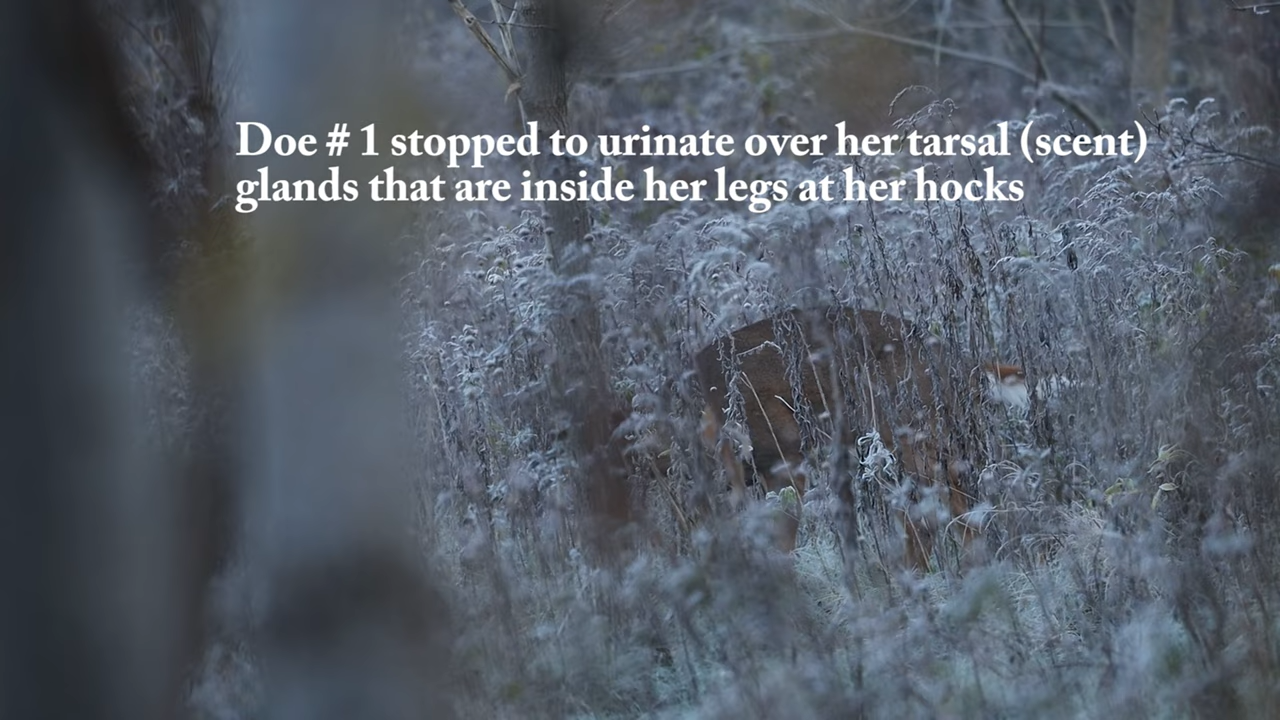 Doe # 1 stopped to urinate over her tarsal (scent)
glands that are inside her legs at her hocks